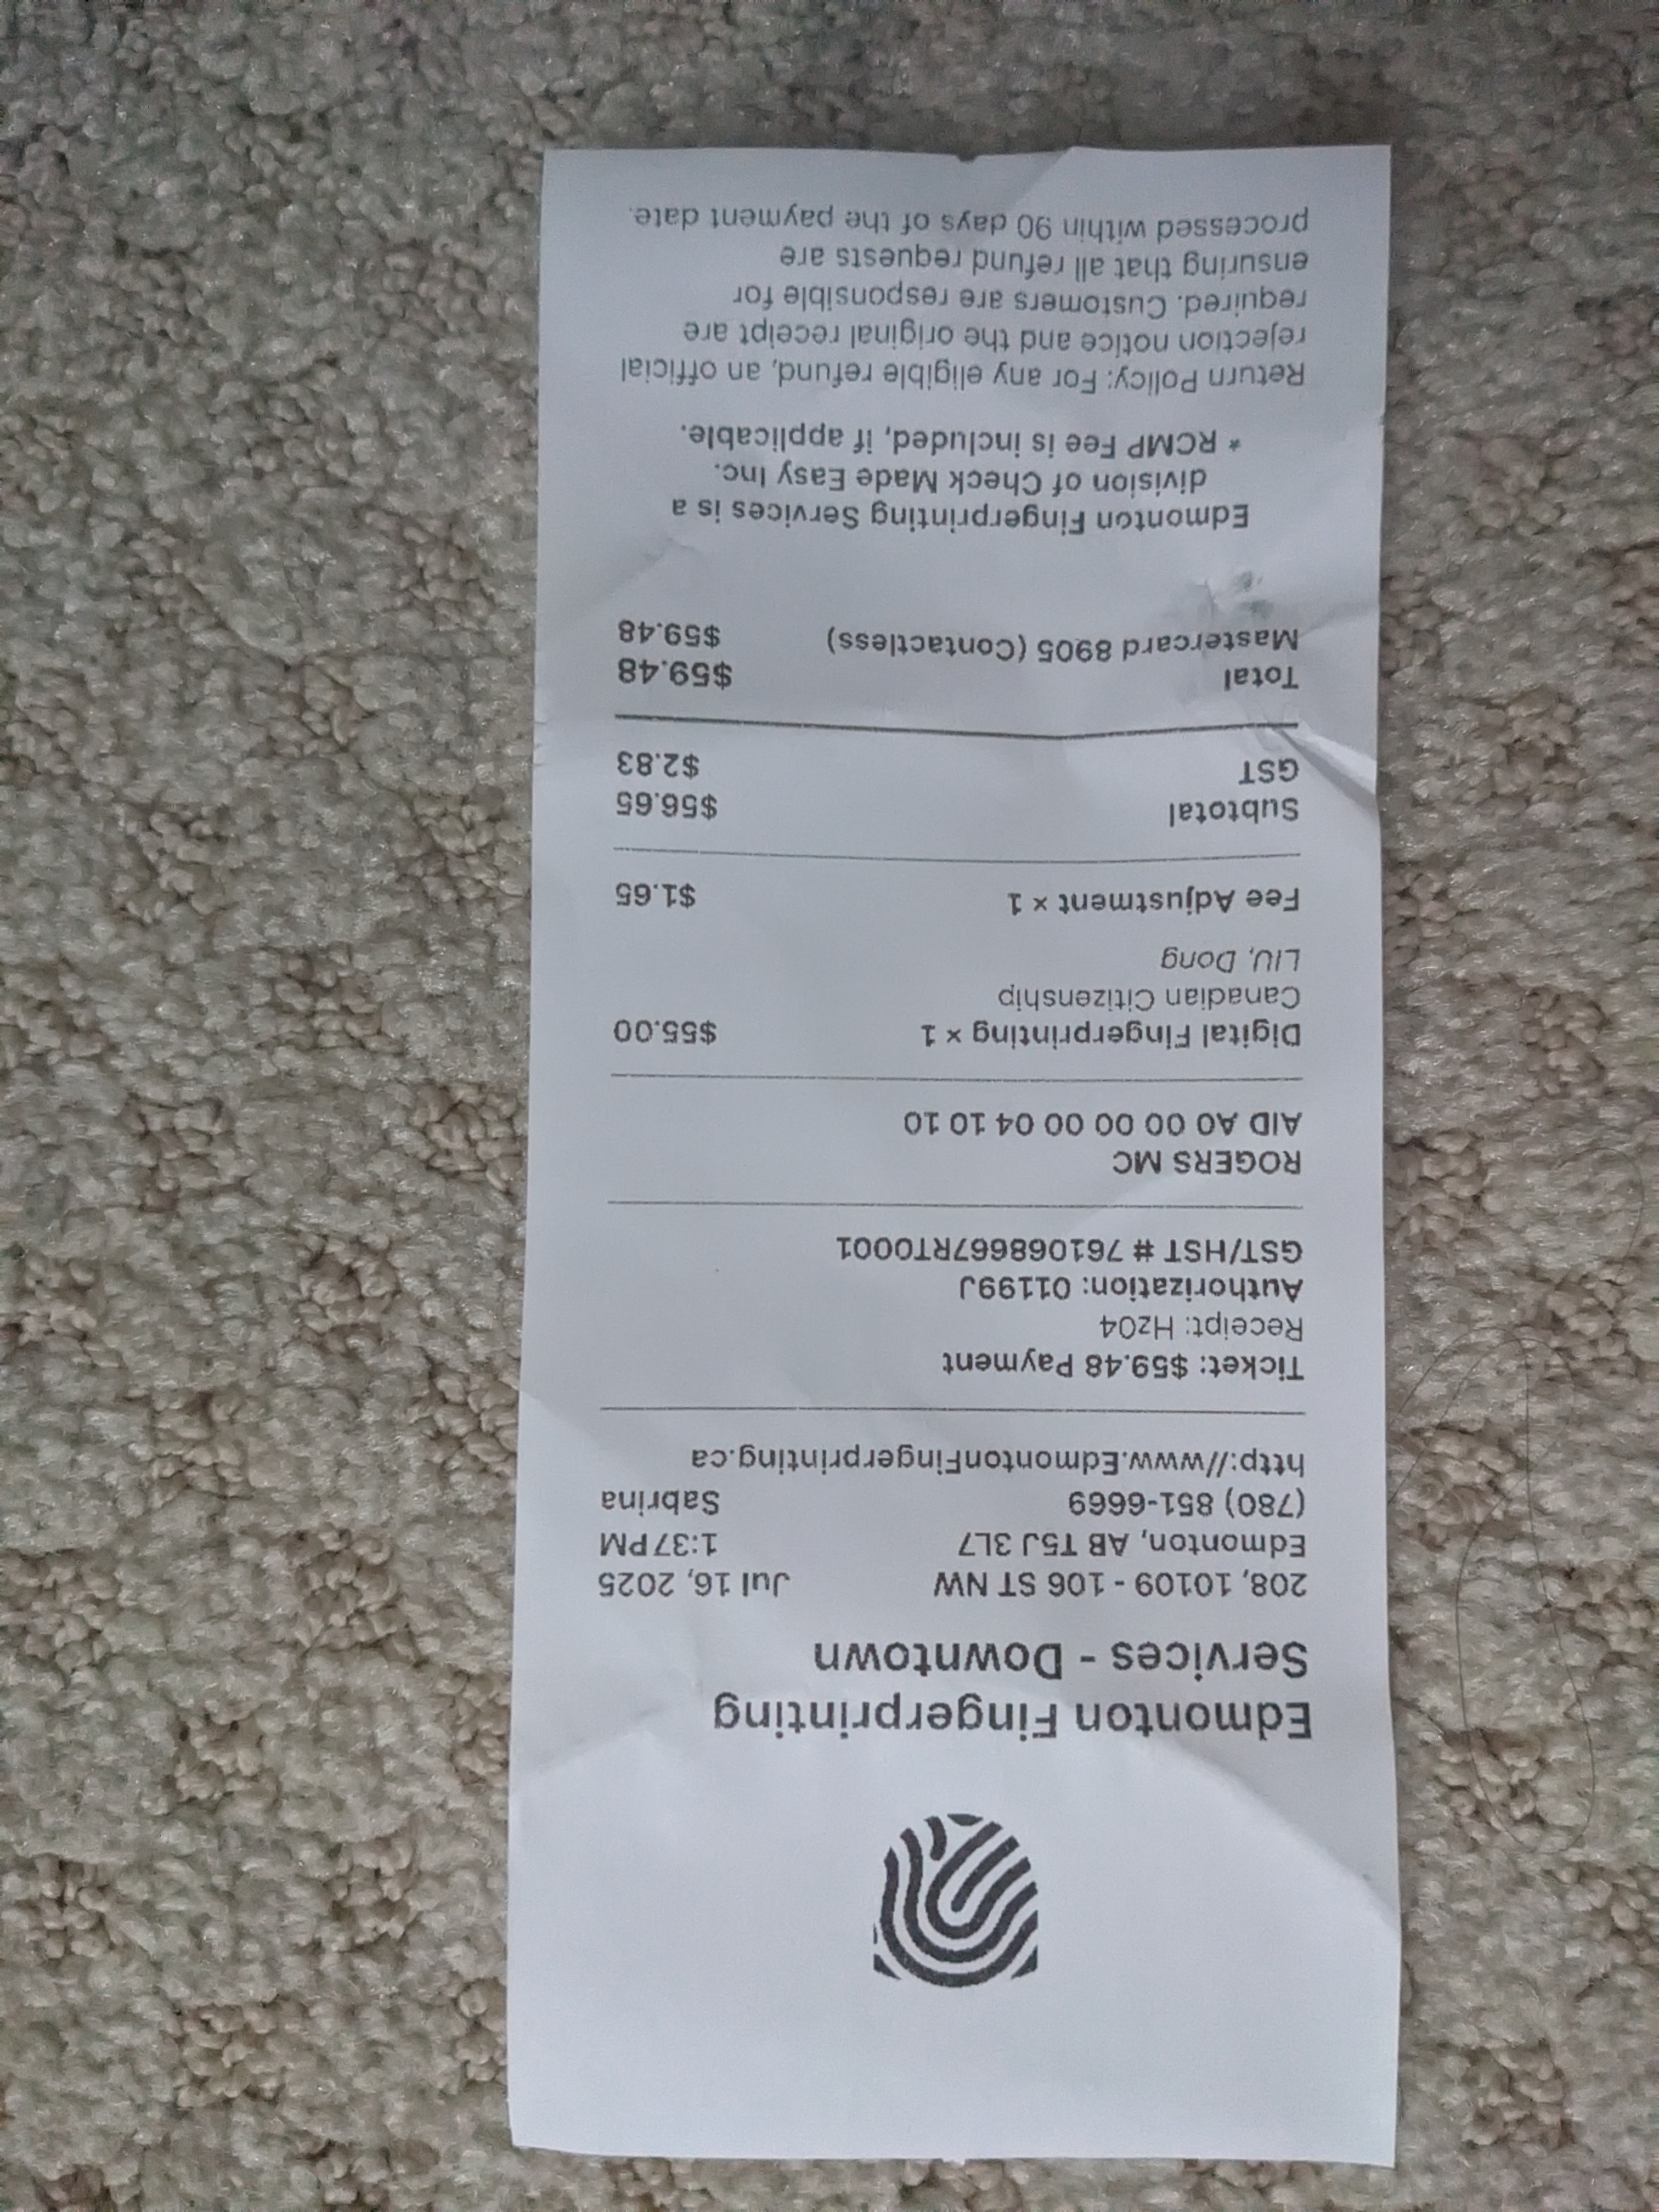 Edmonton Fingerprinting
Services - Downtown
208, 10109 - 106 ST NW Jul 16, 2025
Edmonton, AB T5J 3L7 1:37 PM
(780) 851-6669 Sabrina
http://www.EdmontonFingerprinting.ca
Ticket: $59.48 Payment
Receipt: HzO4
Authorization: 01199J
GST/HST # 761068667RT0001
ROGERS MC
AID A0 00 00 00 04 10 10
Digital Fingerprinting × 1 $55.00
Canadian Citizenship
LIU, Dong
Fee Adjustment × 1 $1.65
Subtotal $56.65
GST $2.83
Total $59.48
Mastercard 8905 (Contactless) $59.48
Edmonton Fingerprinting Services is a
division of Check Made Easy Inc.
* RCMP Fee is included, if applicable.
Return Policy: For any eligible refund, an official
rejection notice and the original receipt are
required. Customers are responsible for
ensuring that all refund requests are
processed within 90 days of the payment date.